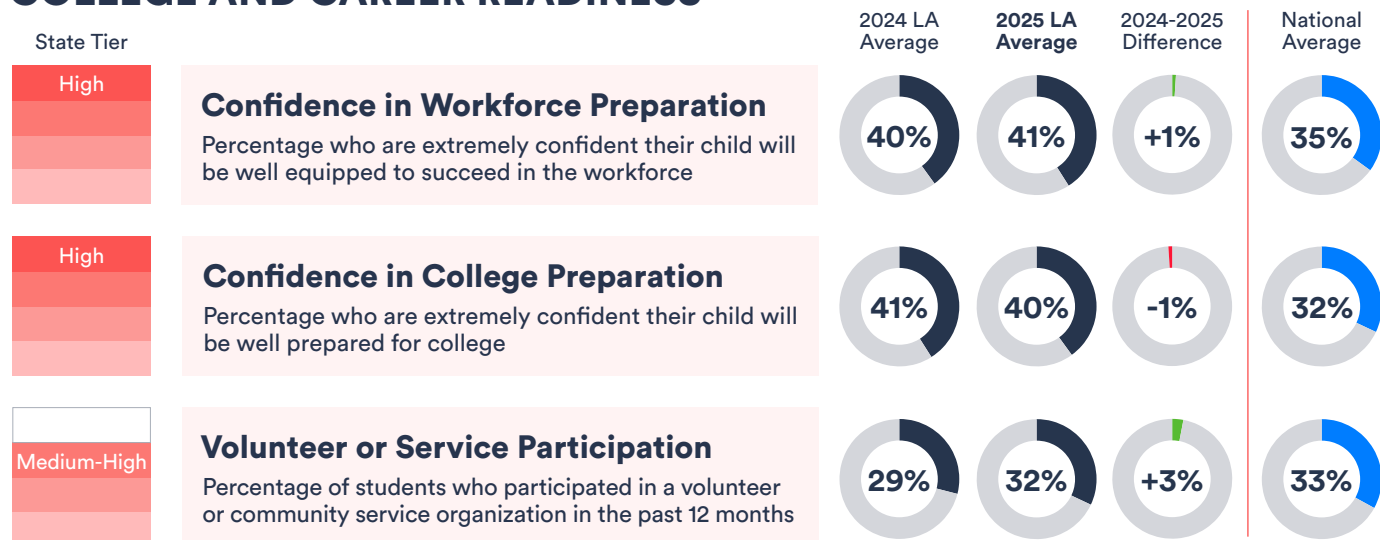 COLLEGE AND CAREER READINESS
State Tier
2024 LA
Average
2025 LA
Average
2024-2025
Difference
National
Average
High
Confidence in Workforce Preparation
Percentage who are extremely confident their child will
be well equipped to succeed in the workforce
40%
41%
+1%
35%
High
Confidence in College Preparation
Percentage who are extremely confident their child will
be well prepared for college
41%
40%
-1%
32%
Medium-High
Volunteer or Service Participation
Percentage of students who participated in a volunteer
or community service organization in the past 12 months
29%
32%
+3%
33%